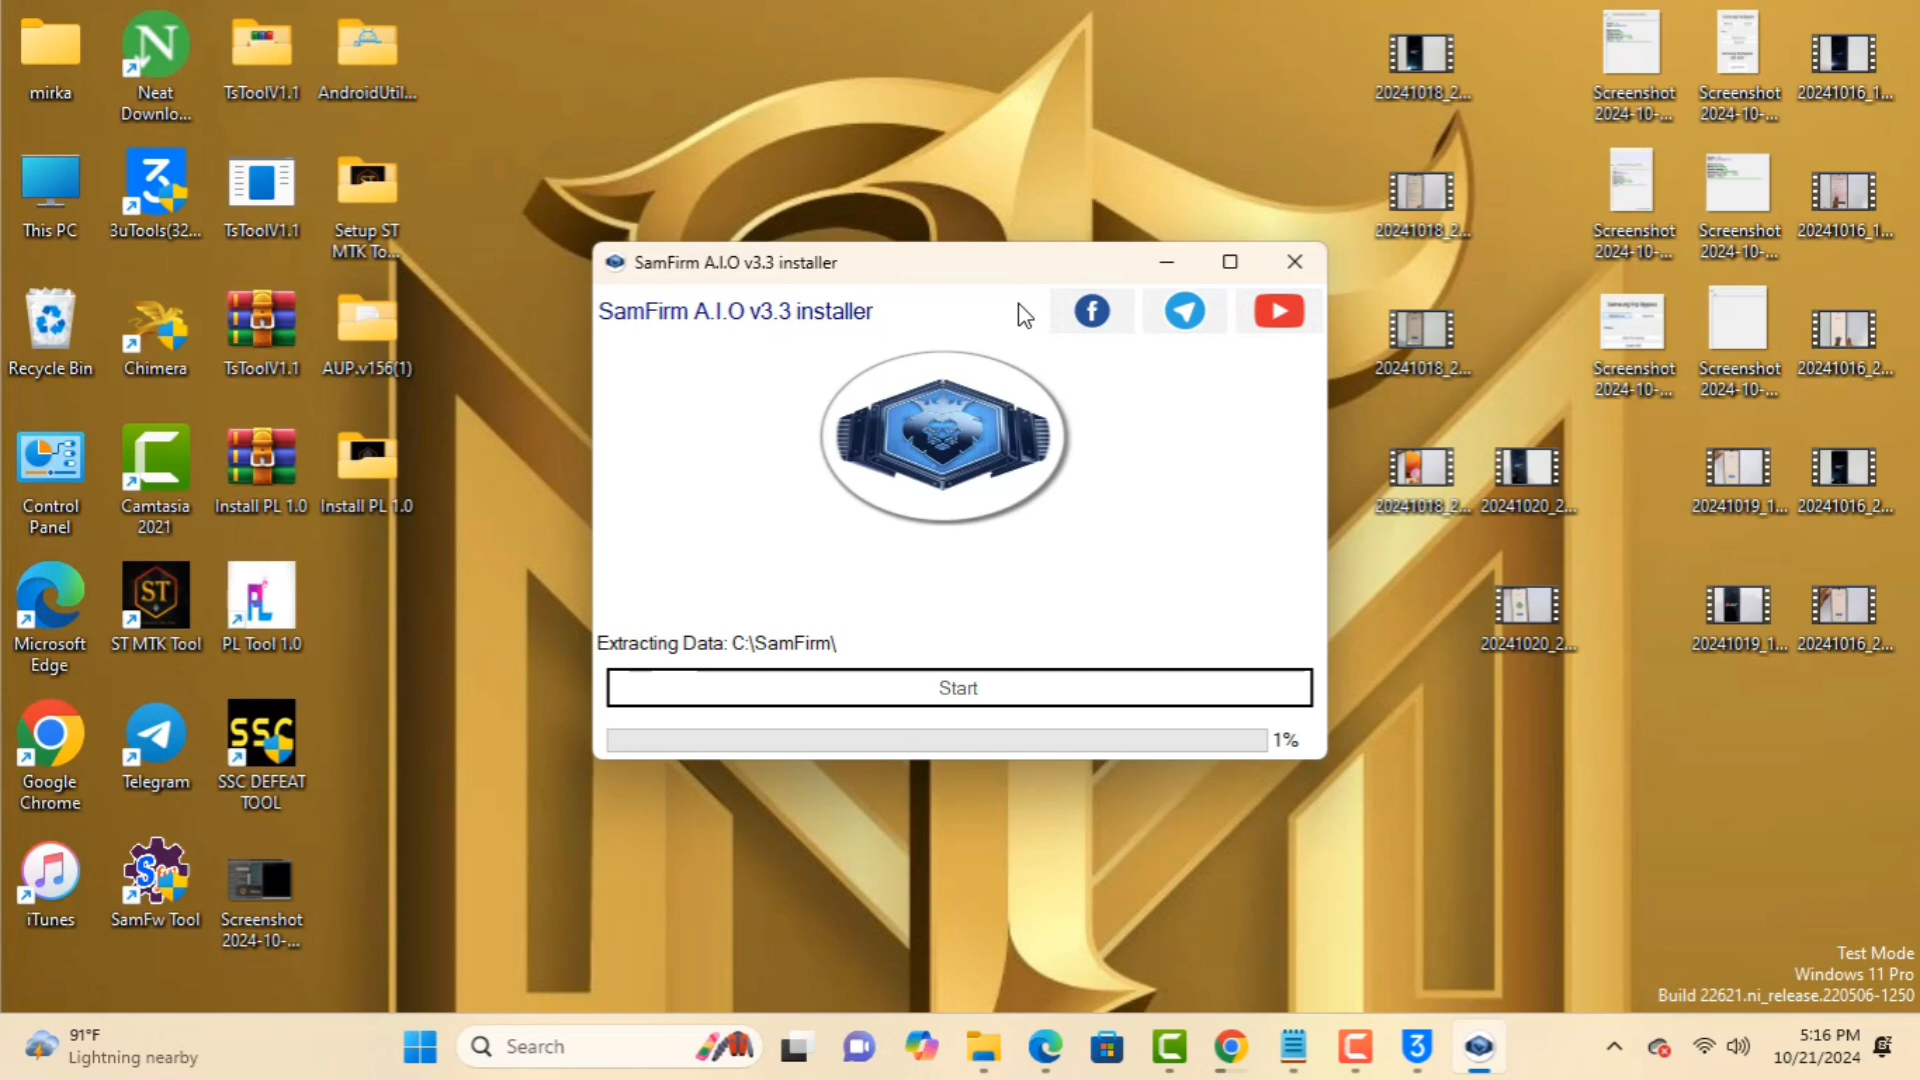 mirka
Neat
Downlo...
TsToolV1.1
AndroidUtil...
This PC
3uTools(32...
TsToolV1.1
Setup ST
MTK To...
Recycle Bin
Chimera
TsToolV1.1
AUP.v156(1)
Control
Panel
Camtasia
2021
Install PL 1.0
Install PL 1.0
Microsoft
Edge
ST MTK Tool
PL Tool 1.0
Google
Chrome
Telegram
SSC DEFEAT
TOOL
iTunes
SamFw Tool
Screenshot
2024-10-...
SamFirm A.I.O v3.3 installer
SamFirm A.I.O v3.3 installer
Extracting Data: C:\SamFirm\
Start
1%
20241018_2...
Screenshot
2024-10-...
Screenshot
2024-10-...
20241016_1...
20241018_2...
Screenshot
2024-10-...
Screenshot
2024-10-...
20241016_1...
20241018_2...
Screenshot
2024-10-...
Screenshot
2024-10-...
20241016_2...
20241018_2...
20241020_2...
20241019_1...
20241016_2...
20241020_2...
20241019_1...
20241016_2...
Test Mode
Windows 11 Pro
Build 22621.ni_release.220506-1250
91°F
Lightning nearby
Search
5:16 PM
10/21/2024